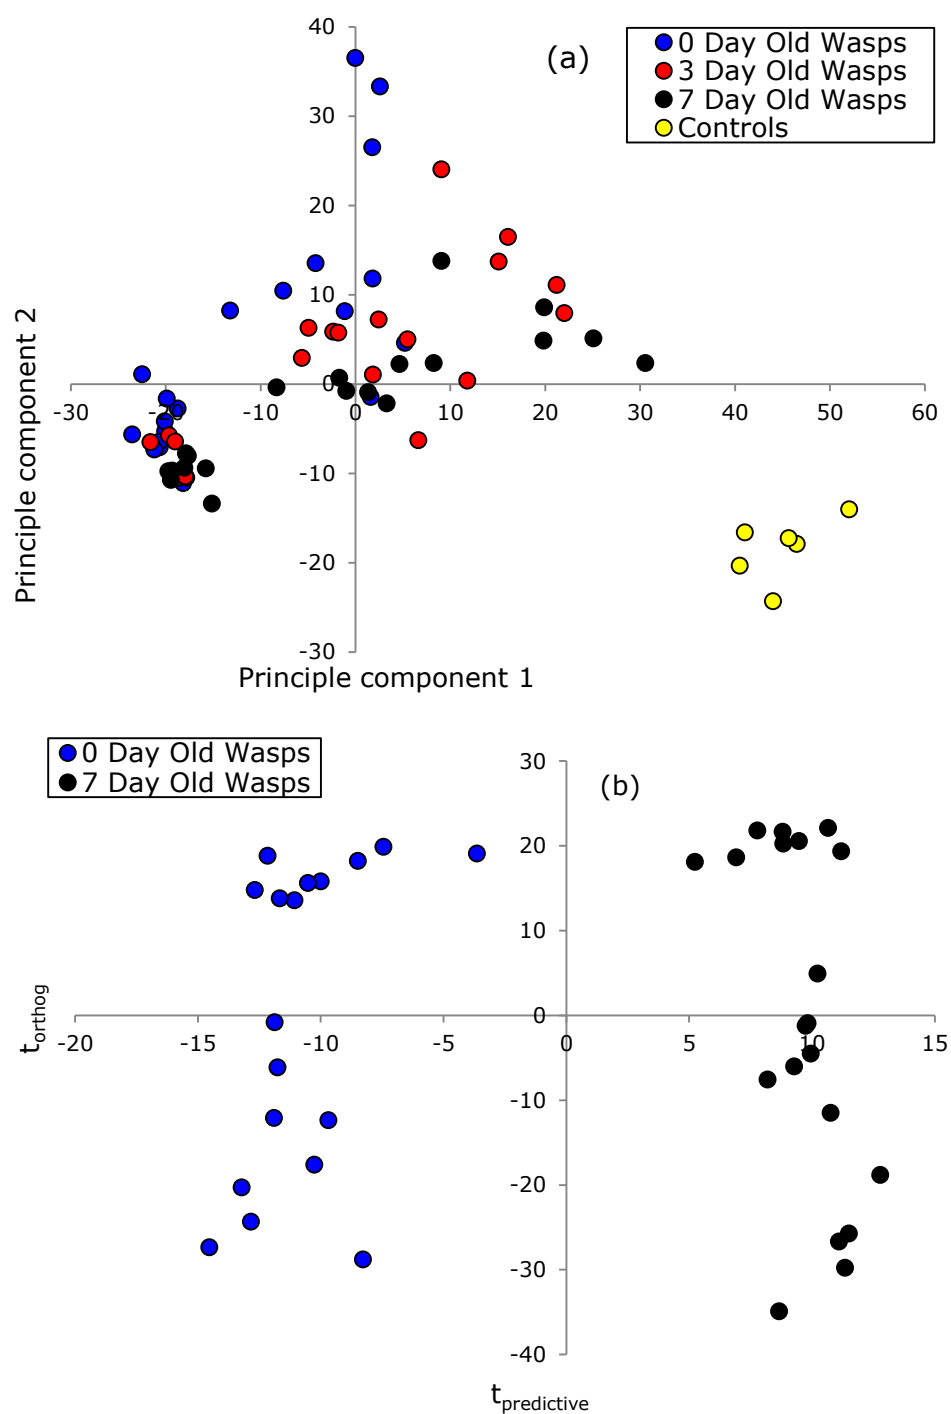 40
(a)
0 Day Old Wasps
3 Day Old Wasps
7 Day Old Wasps
Controls
30
20
10
0
-30
-10
0
10
20
30
40
50
60
-10
-20
-30
Principle component 2
Principle component 1
0 Day Old Wasps
7 Day Old Wasps
(b)
30
20
10
0
-20
-15
-10
-5
0
5
10
15
-10
-20
-30
-40
torthog
tpredictive